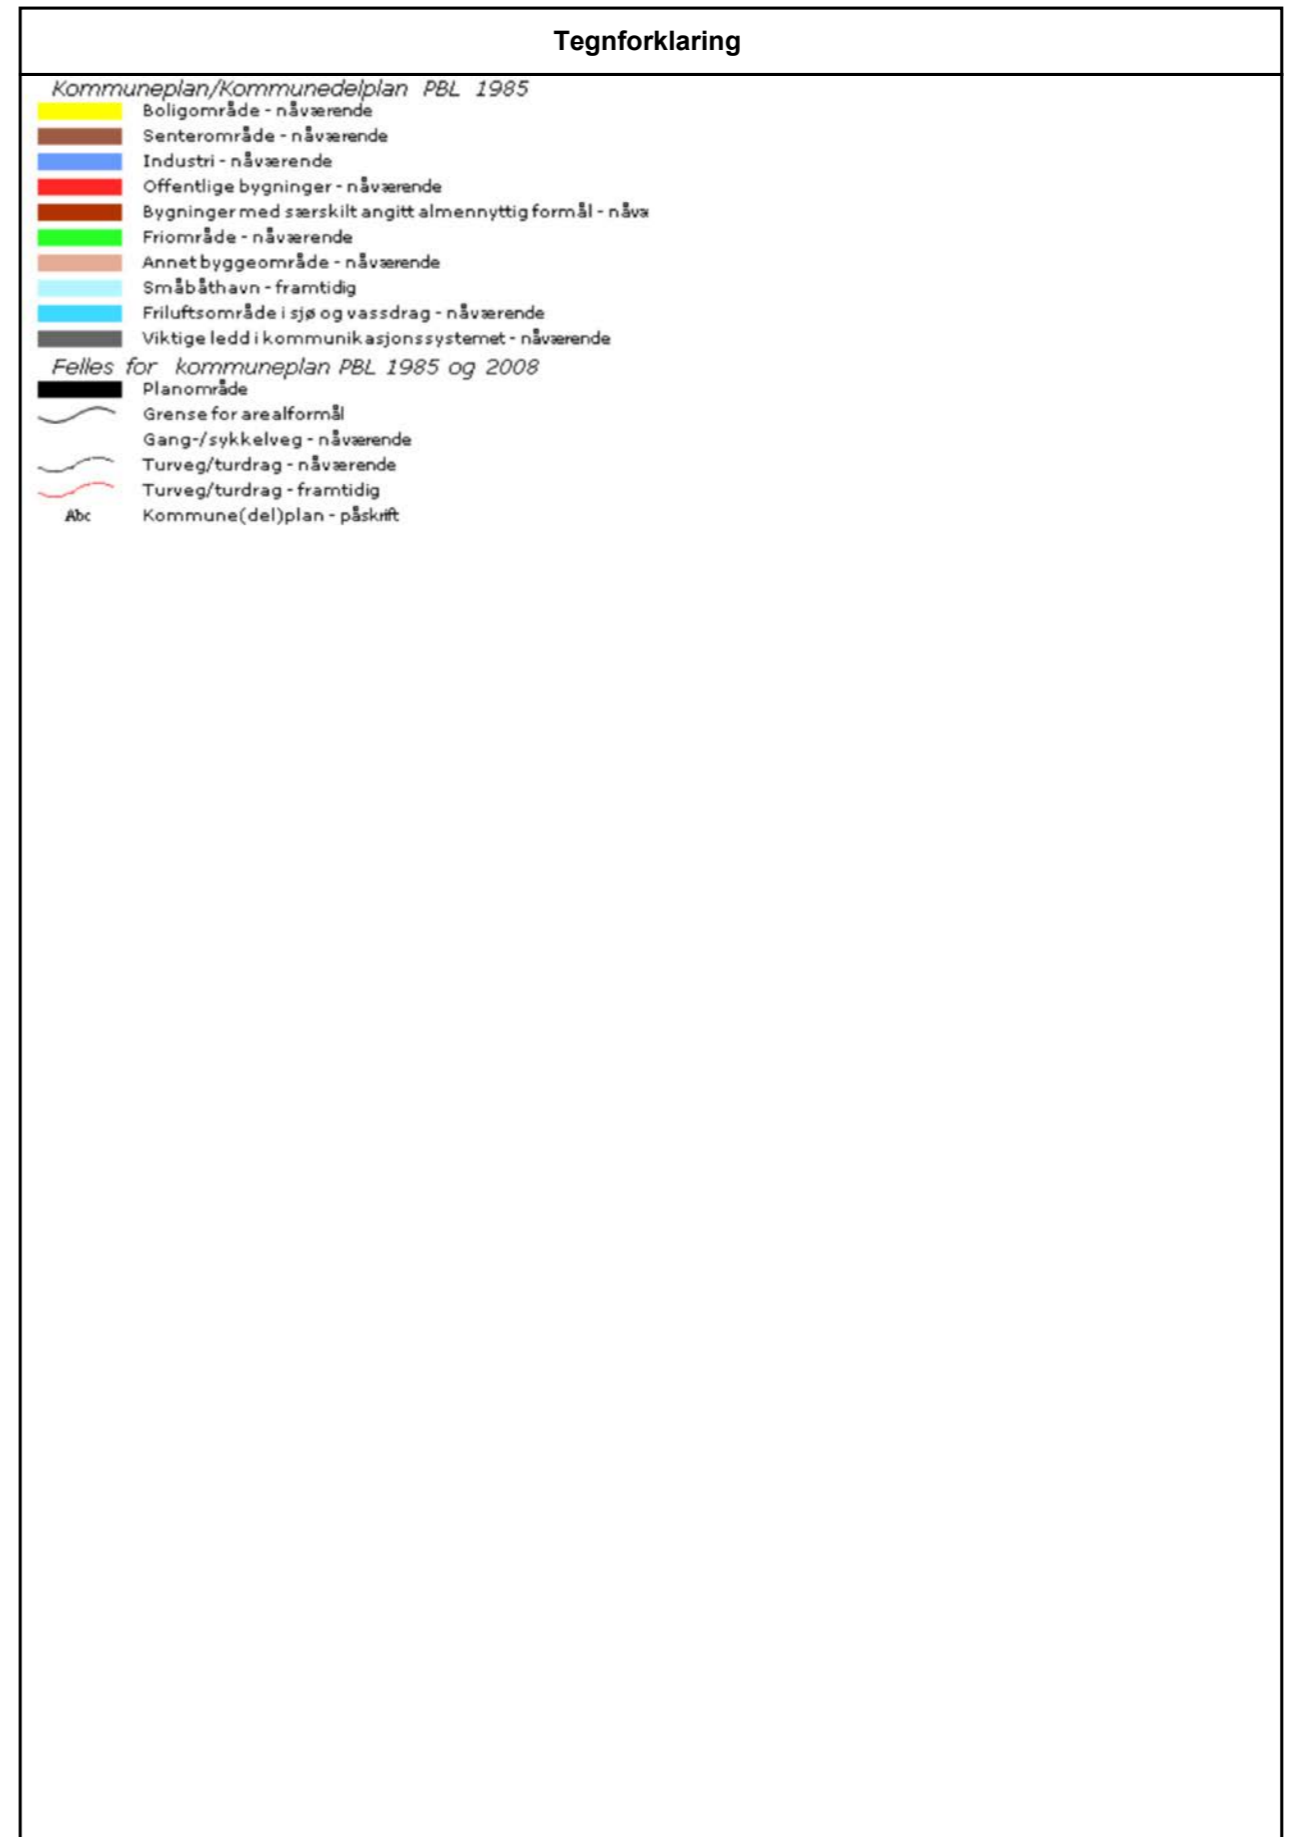 Tegnforklaring
Kommuneplan/Kommunedelplan PBL 1985
Boligområde - nåværende
Senterområde - nåværende
Industri - nåværende
Offentlige bygninger - nåværende
Bygninger med særskilt angitt almennyttig formål - nåvæ
Friområde - nåværende
Annet byggeområde - nåværende
Småbåthavn - framtidig
Friluftsområde i sjø og vassdrag - nåværende
Viktige ledd i kommunikasjonssystemet - nåværende
Felles for kommuneplan PBL 1985 og 2008
Planområde
Grense for arealformål
Gang-/sykkelveg - nåværende
Turveg/turdrag - nåværende
Turveg/turdrag - framtidig
Abc Kommune(del)plan - påskrift